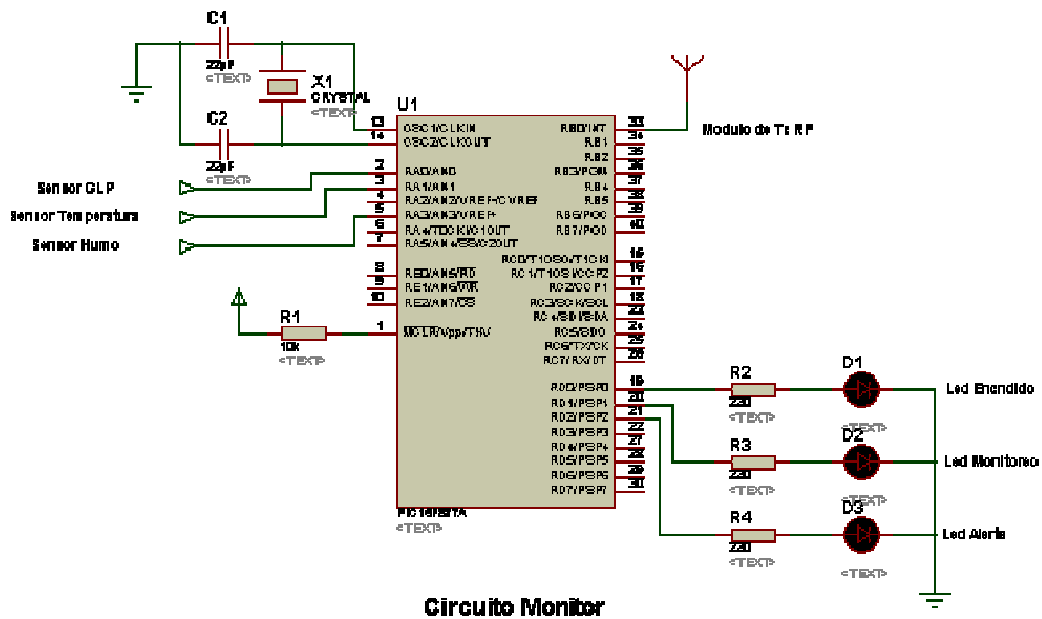 C1
22pF
<TEXT>
X1
CRYSTAL
<TEXT>
C2
22pF
<TEXT>
Sensor GLP
Sensor Temperatura
Sensor Humo
R1
10k
<TEXT>
U1
13
OSC1/CLKIN
14
OSC2/CLKOUT
2
RA0/AN0
3
RA1/AN1
4
RA2/AN2/VREF-/CVREF
5
RA3/AN3/VREF+
6
RA4/T0CKI/C1OUT
7
RA5/AN4/SS/C2OUT
8
RE0/AN5/RD
9
RE1/AN6/WR
10
RE2/AN7/CS
1
MCLR/Vpp/THV
RB0/INT
33
RB1
34
RB2
35
RB3/PGM
36
RB4
37
RB5
38
RB6/PGC
39
RB7/PGD
40
RC0/T1OSO/T1CKI
15
RC1/T1OSI/CCP2
16
RC2/CCP1
17
RC3/SCK/SCL
18
RC4/SDI/SDA
23
RC5/SDO
24
RC6/TX/CK
25
RC7/RX/DT
26
RD0/PSP0
19
RD1/PSP1
20
RD2/PSP2
21
RD3/PSP3
22
RD4/PSP4
27
RD5/PSP5
28
RD6/PSP6
29
RD7/PSP7
30
PIC16F877A
<TEXT>
Modulo de Tx RF
R2
220
<TEXT>
D1
<TEXT>
Led Encendido
R3
220
<TEXT>
D2
<TEXT>
Led Monitoreo
R4
220
<TEXT>
D3
<TEXT>
Led Alerta
Circuito Monitor